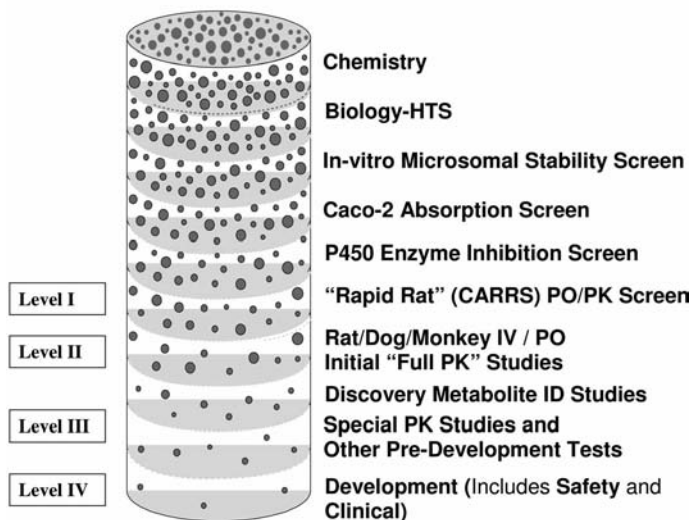 Chemistry
Biology-HTS
In-vitro Microsomal Stability Screen
Caco-2 Absorption Screen
P450 Enzyme Inhibition Screen
Level I
“Rapid Rat” (CARRS) PO/PK Screen
Level II
Rat/Dog/Monkey IV / PO
Initial “Full PK” Studies
Discovery Metabolite ID Studies
Level III
Special PK Studies and
Other Pre-Development Tests
Level IV
Development (Includes Safety and
Clinical)